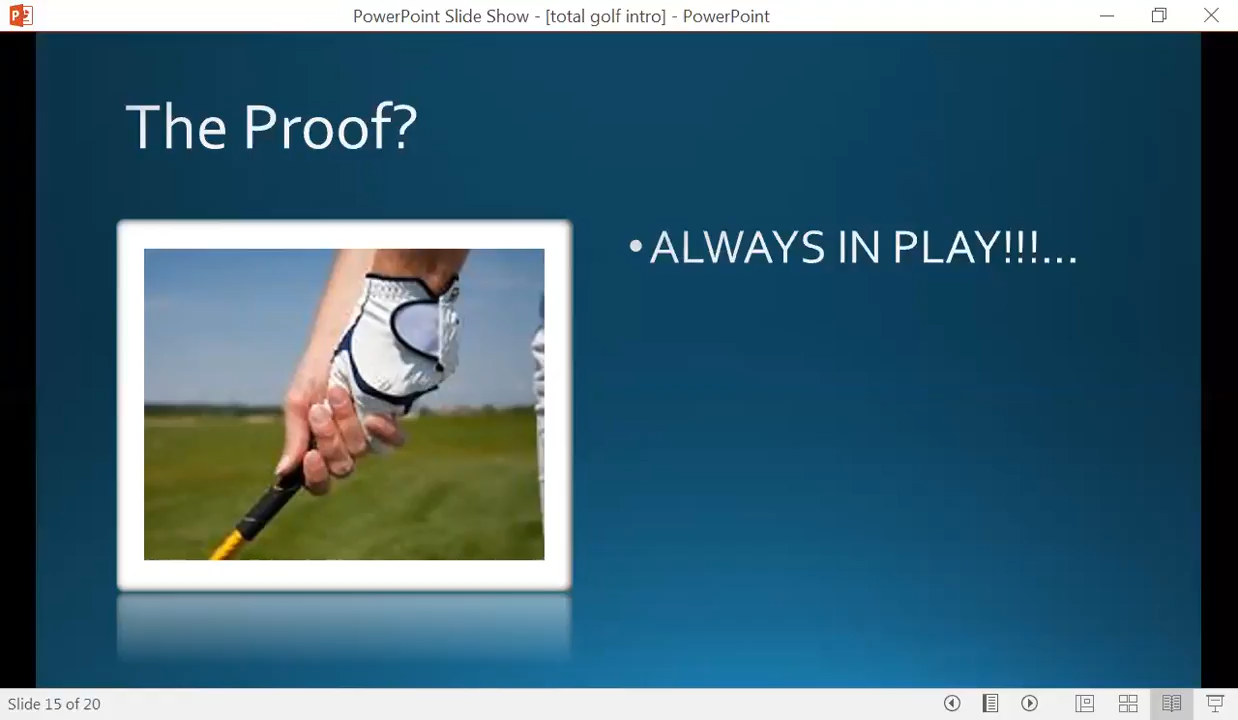 PowerPoint Slide Show - [total golf intro] - PowerPoint
The Proof?
• ALWAYS IN PLAY!!!...
Slide 15 of 20